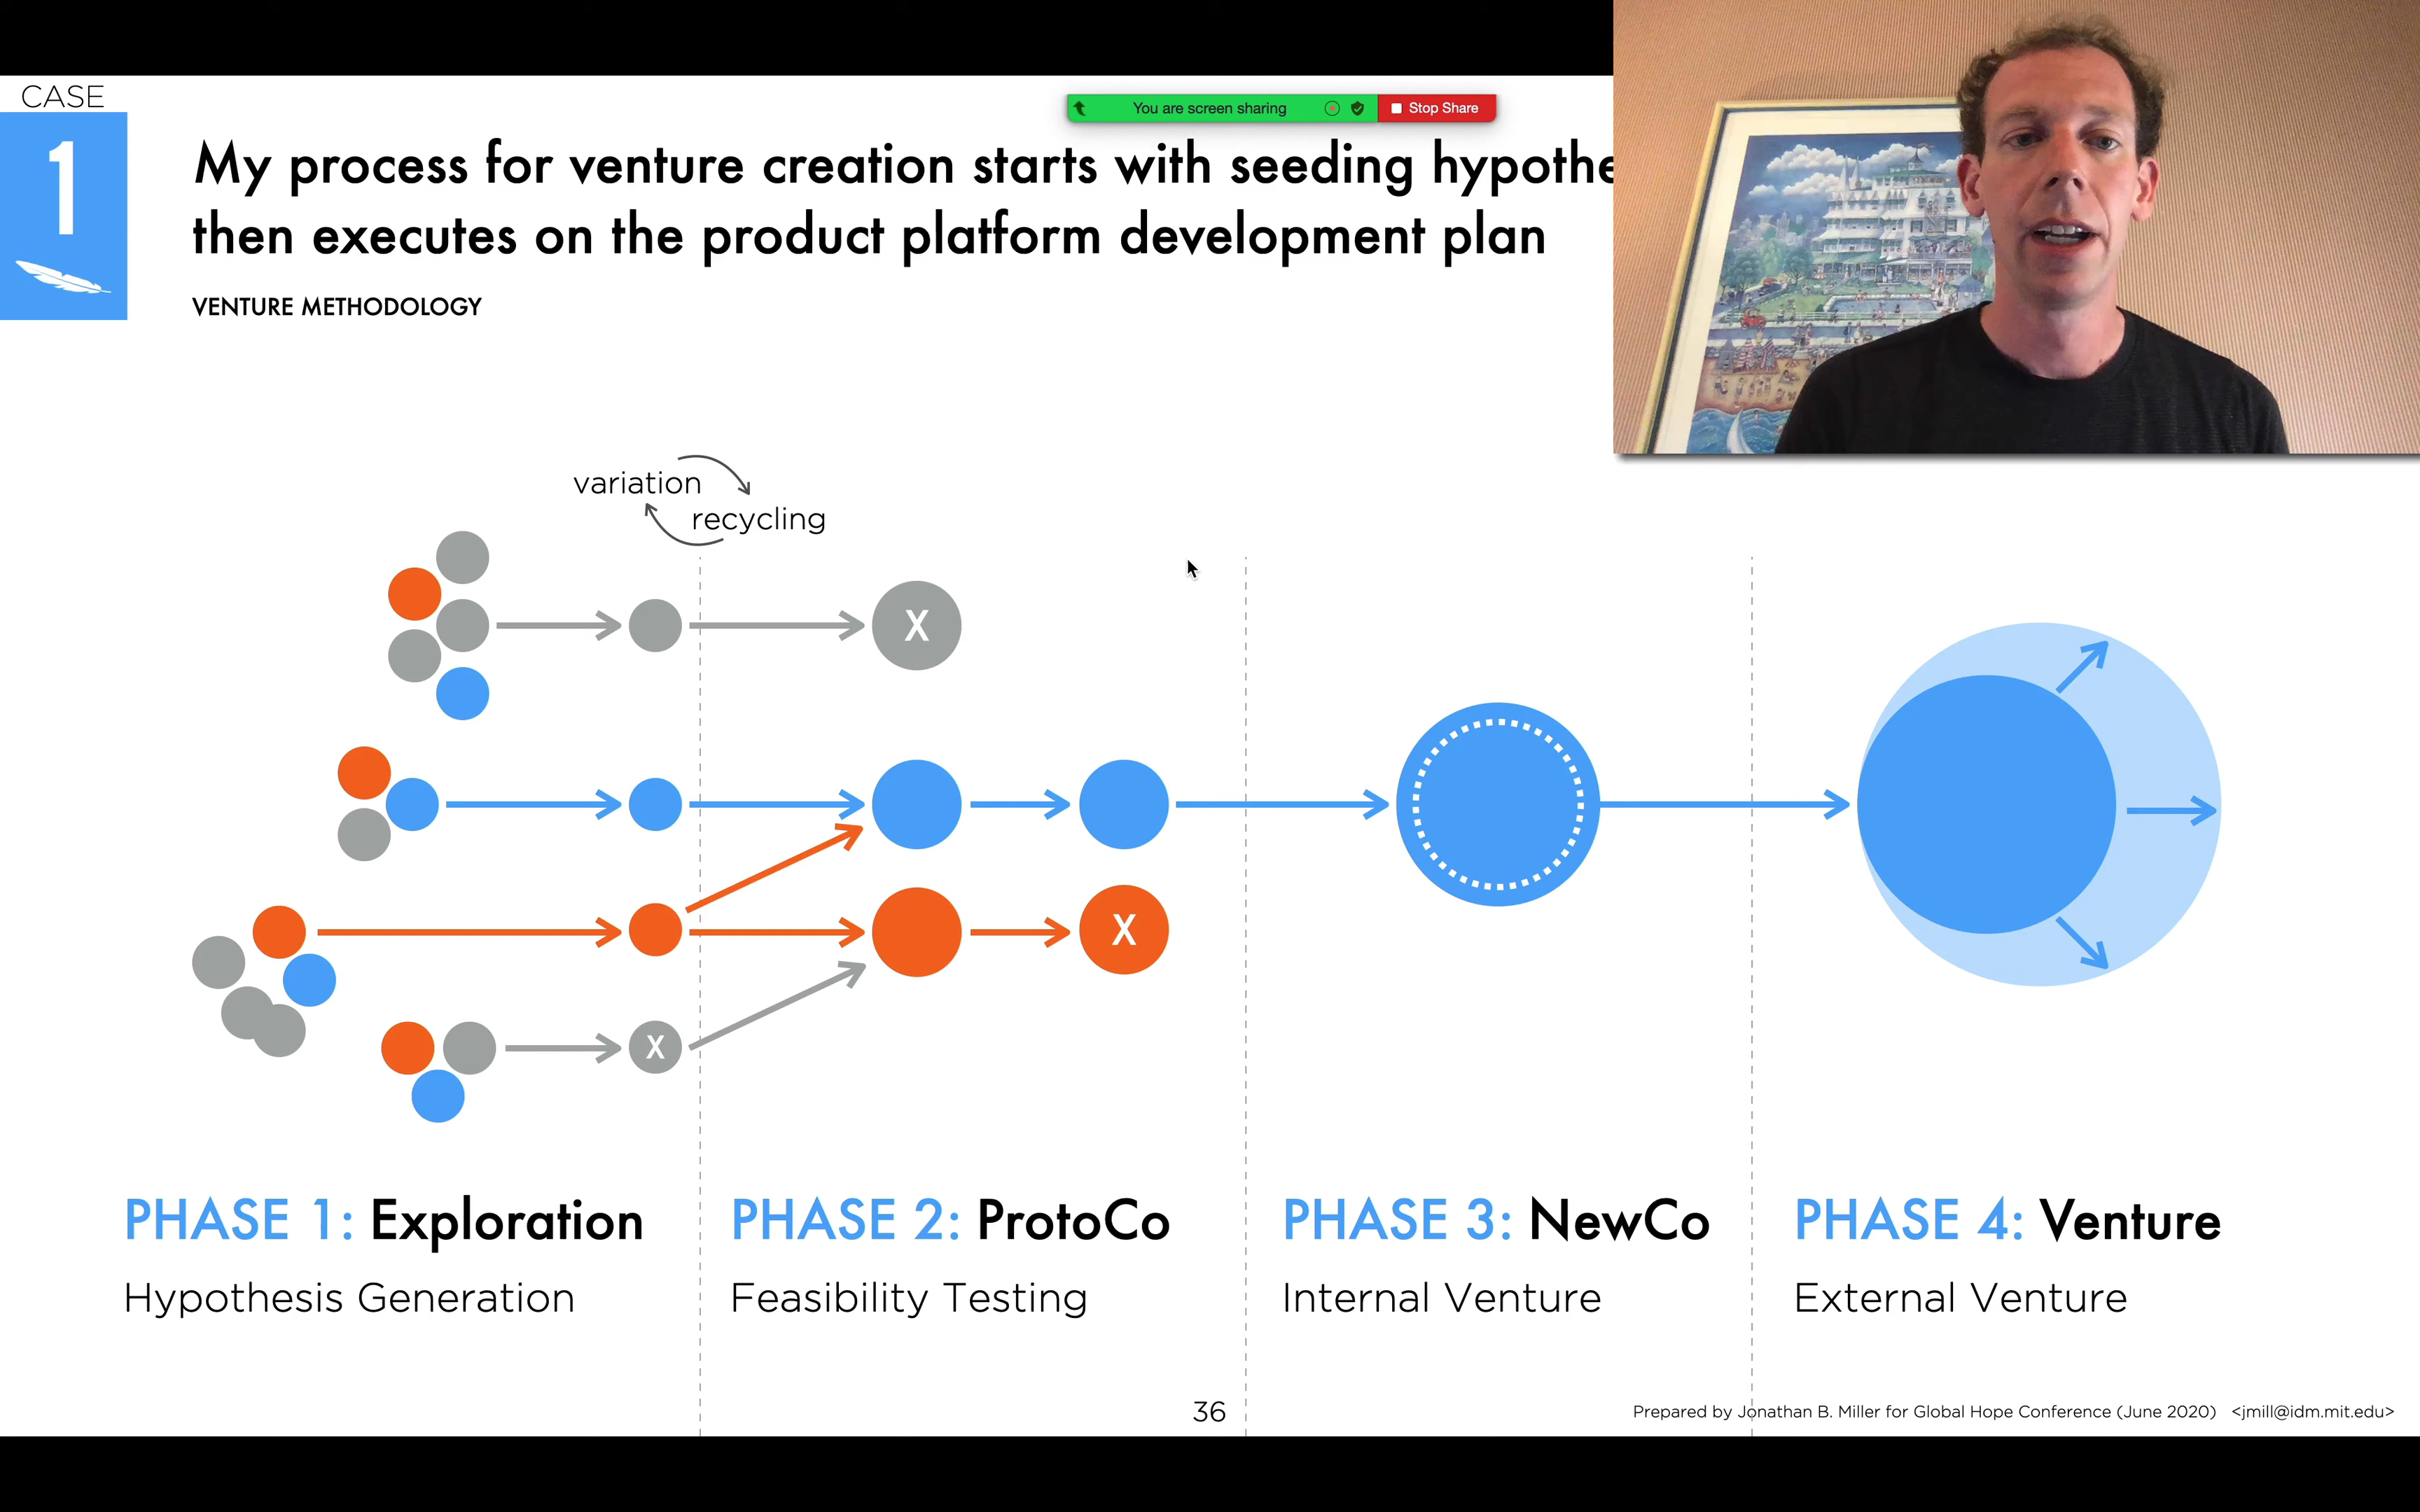 CASE
1
You are screen sharing
Stop Share
My process for venture creation starts with seeding
then executes on the product platform development plan
VENTURE METHODOLOGY
variation
recycling
X
X
X
PHASE 1: Exploration
Hypothesis Generation
PHASE 2: ProtoCo
Feasibility Testing
PHASE 3: NewCo
Internal Venture
PHASE 4: Venture
External Venture
36
Prepared by Jonathan B. Miller for Global Hope Conference (June 2020) <jmill@idm.mit.edu>